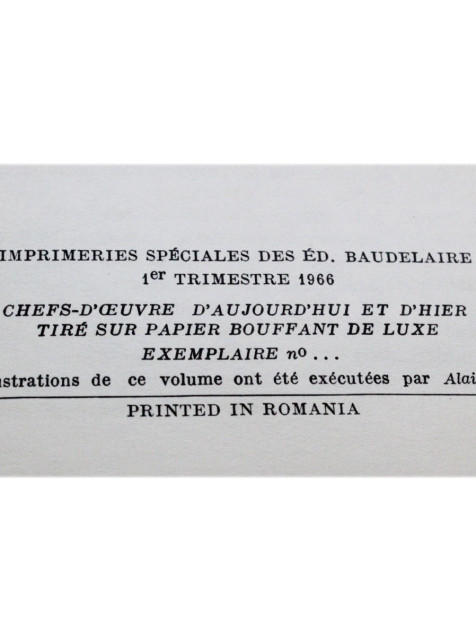 IMPRIMERIES SPÉCIALES DES ÉD. BAUDELAIRE
1er TRIMESTRE 1966
CHEFS-D'ŒUVRE D'AUJOURD'HUI ET D'HIER
TIRÉ SUR PAPIER BOUFFANT DE LUXE
EXEMPLAIRE no ...
de ce volume ont été exécutées par
PRINTED IN ROMANIA